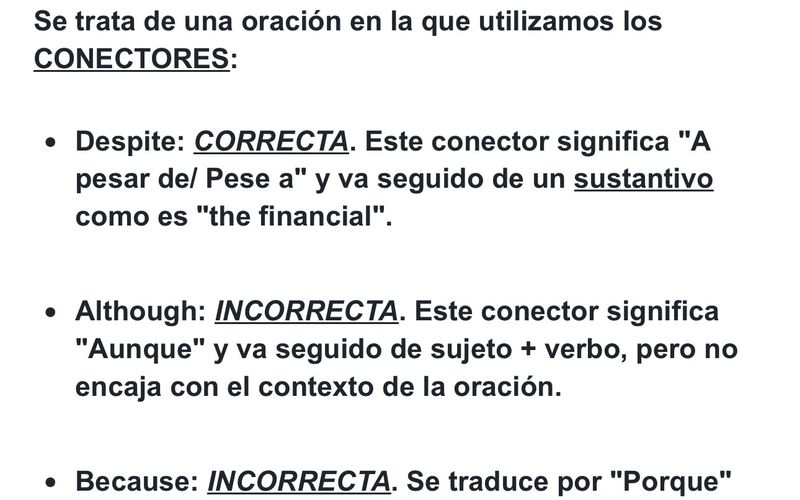 Se trata de una oración en la que utilizamos los
CONECTORES:
• Despite: CORRECTA. Este conector significa "A
pesar de/ Pese a" y va seguido de un sustantivo
como es "the financial".
• Although: INCORRECTA. Este conector significa
"Aunque" y va seguido de sujeto + verbo, pero no
encaja con el contexto de la oración.
• Because: INCORRECTA. Se traduce por "Porque"